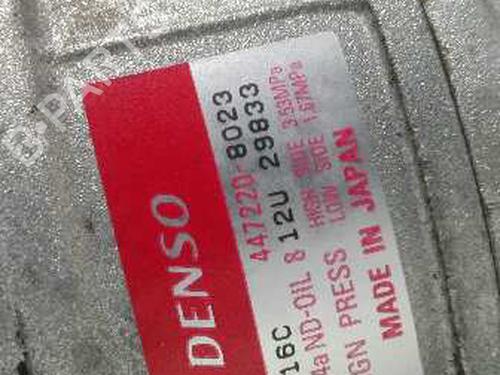 DENSO
447220-8023
16C
4a ND-OIL 8 12U 29833
HIGH SIDE 3.53MPa
GN PRESS LOW SIDE 1.67MPa
MADE IN JAPAN